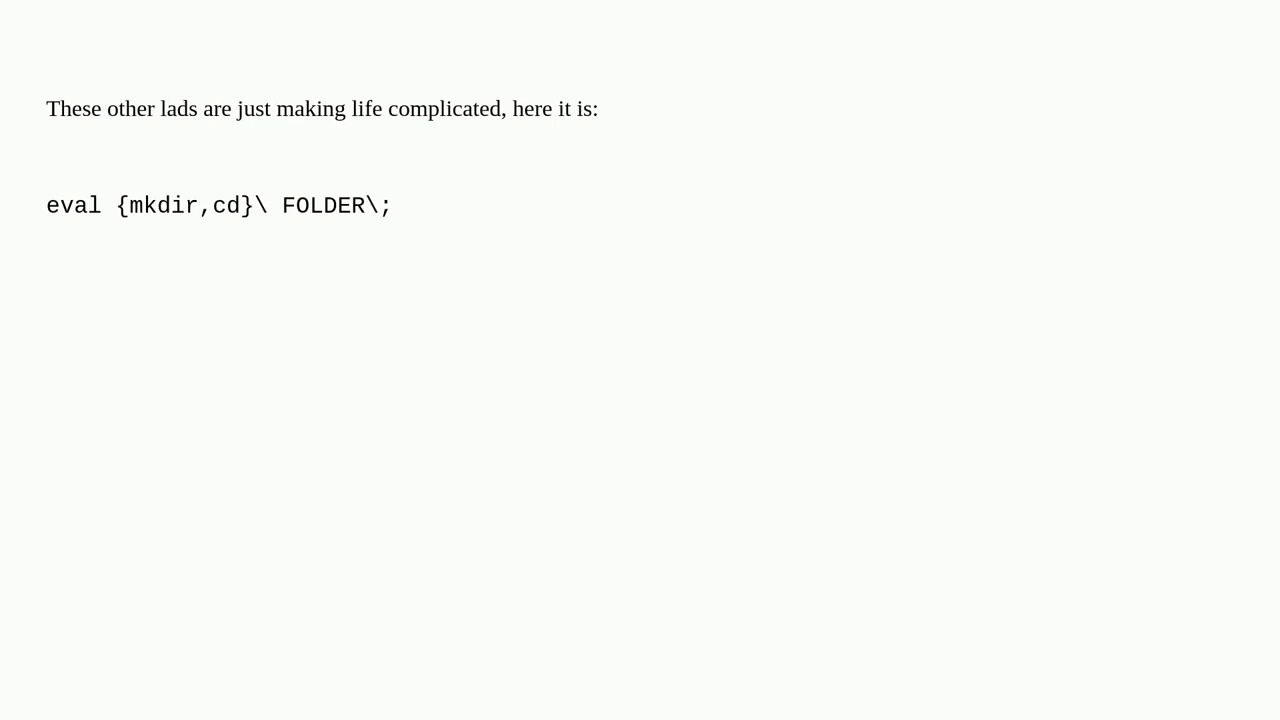 These other lads are just making life complicated, here it is:
eval {mkdir,cd}\ FOLDER\;